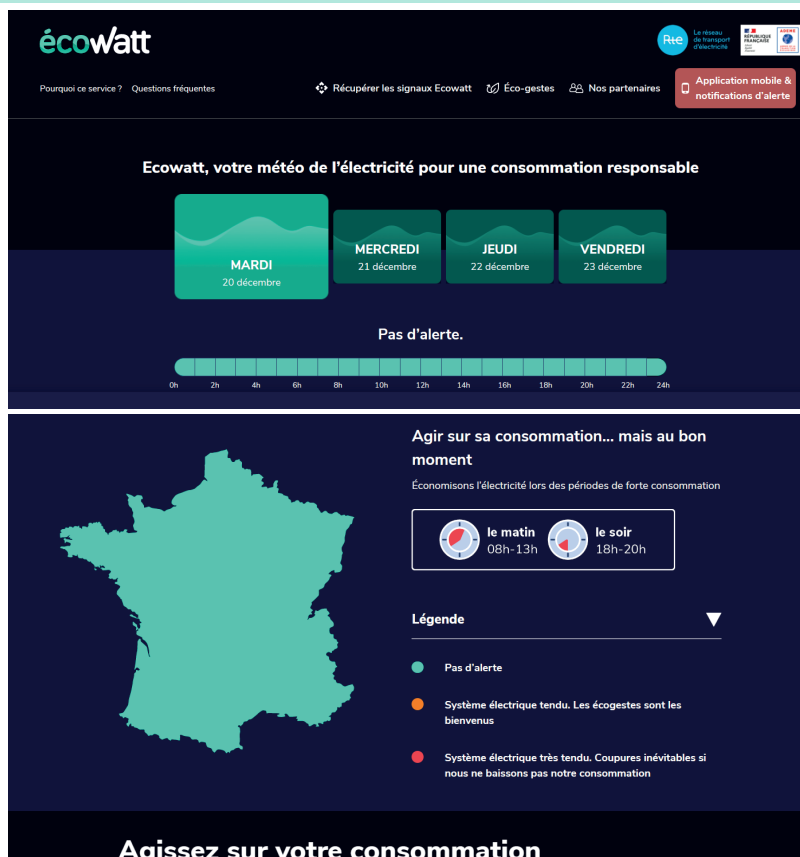 écowatt
Rte
Le réseau
de transport
d'électricité
RÉPUBLIQUE
FRANÇAISE
ADEME
Pourquoi ce service ?
Questions fréquentes
Récupérer les signaux Ecowatt
Éco-gestes
Nos partenaires
Application mobile &
notifications d'alerte
Ecowatt, votre météo de l'électricité pour une consommation responsable
MARDI
20 décembre
MERCREDI
21 décembre
JEUDI
22 décembre
VENDREDI
23 décembre
Pas d'alerte.
0h 2h 4h 6h 8h 10h 12h 14h 16h 18h 20h 22h 24h
Agir sur sa consommation... mais au bon
moment
Économisons l'électricité lors des périodes de forte consommation
le matin
08h-13h
le soir
18h-20h
Légende
Pas d'alerte
Système électrique tendu. Les écogestes sont les
bienvenus
Système électrique très tendu. Coupures inévitables si
nous ne baissons pas notre consommation
Agissez sur votre consommation